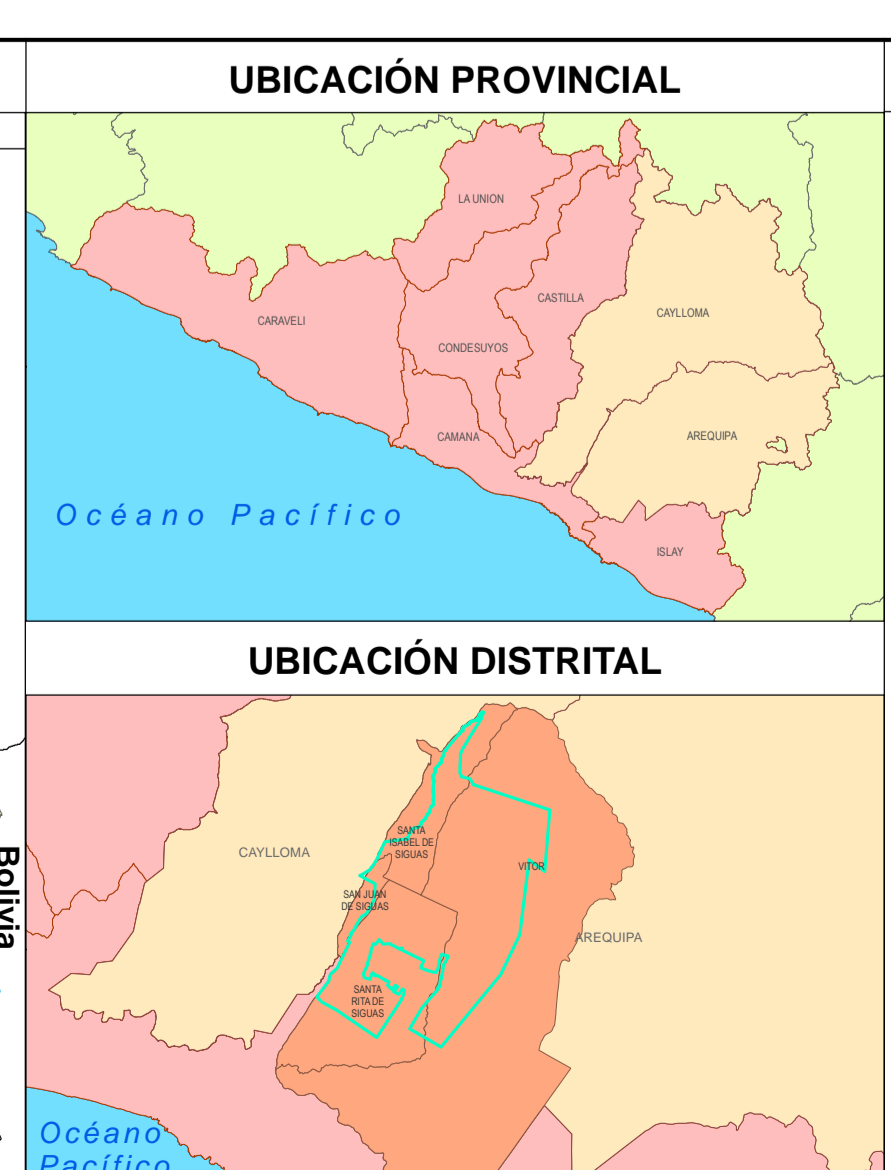 UBICACIÓN PROVINCIAL
LA UNION
CASTILLA
CAYLLOMA
CARAVELI
CONDESUYOS
CAMANA
AREQUIPA
Océano Pacífico
ISLAY
UBICACIÓN DISTRITAL
SANTA
ISABEL DE
SIGUAS
CAYLLOMA
VITOR
Bolivia
SAN JUAN
DE SIGUAS
AREQUIPA
SANTA
RITA DE
SIGUAS
Océano
Pacífico